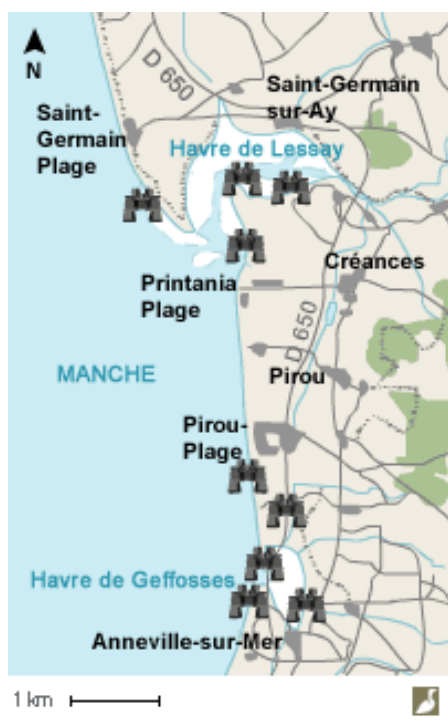 N
D 650
Saint-Germain
sur-Ay
Saint-
Germain
Plage
Havre de Lessay
Créances
Printania
Plage
D 650
MANCHE
Pirou
Pirou-
Plage
Havre de Geffosses
Anneville-sur-Mer
1 km